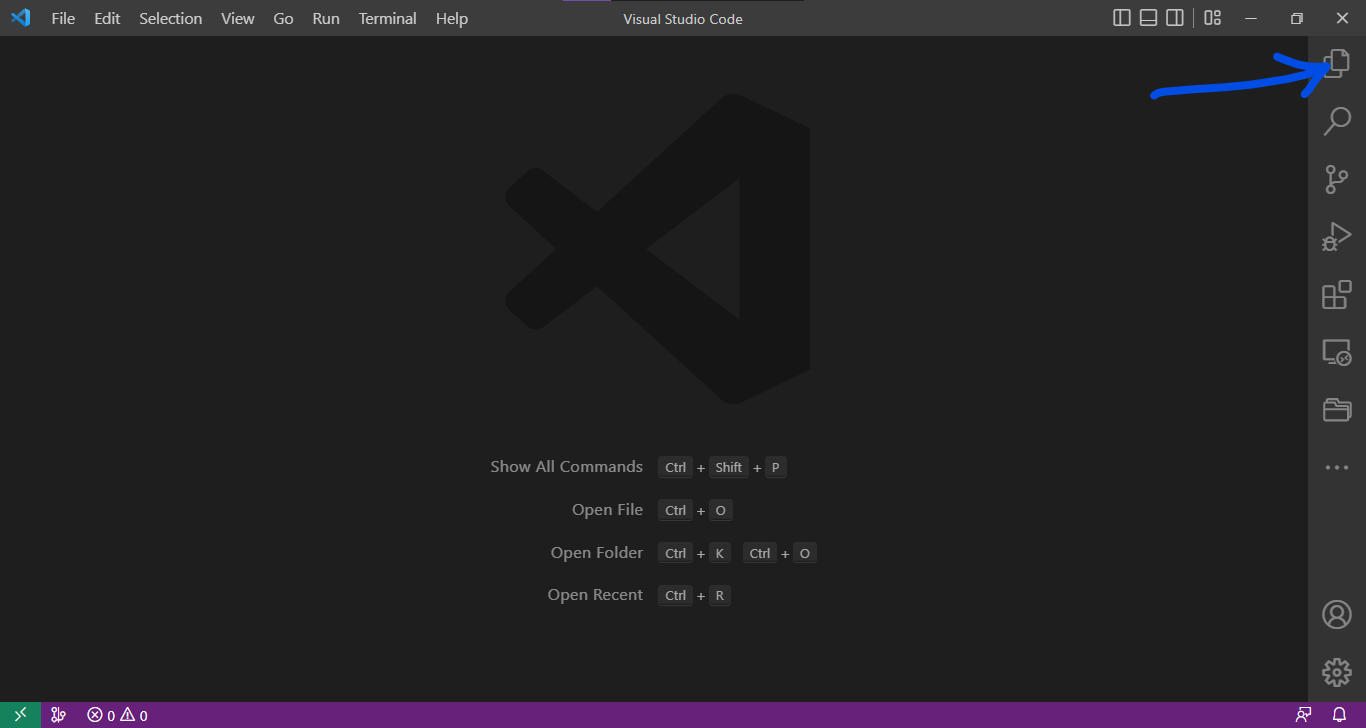 File Edit Selection View Go Run Terminal Help Visual Studio Code
Show All Commands Ctrl + Shift + P
Open File Ctrl + O
Open Folder Ctrl + K Ctrl + O
Open Recent Ctrl + R
0 0